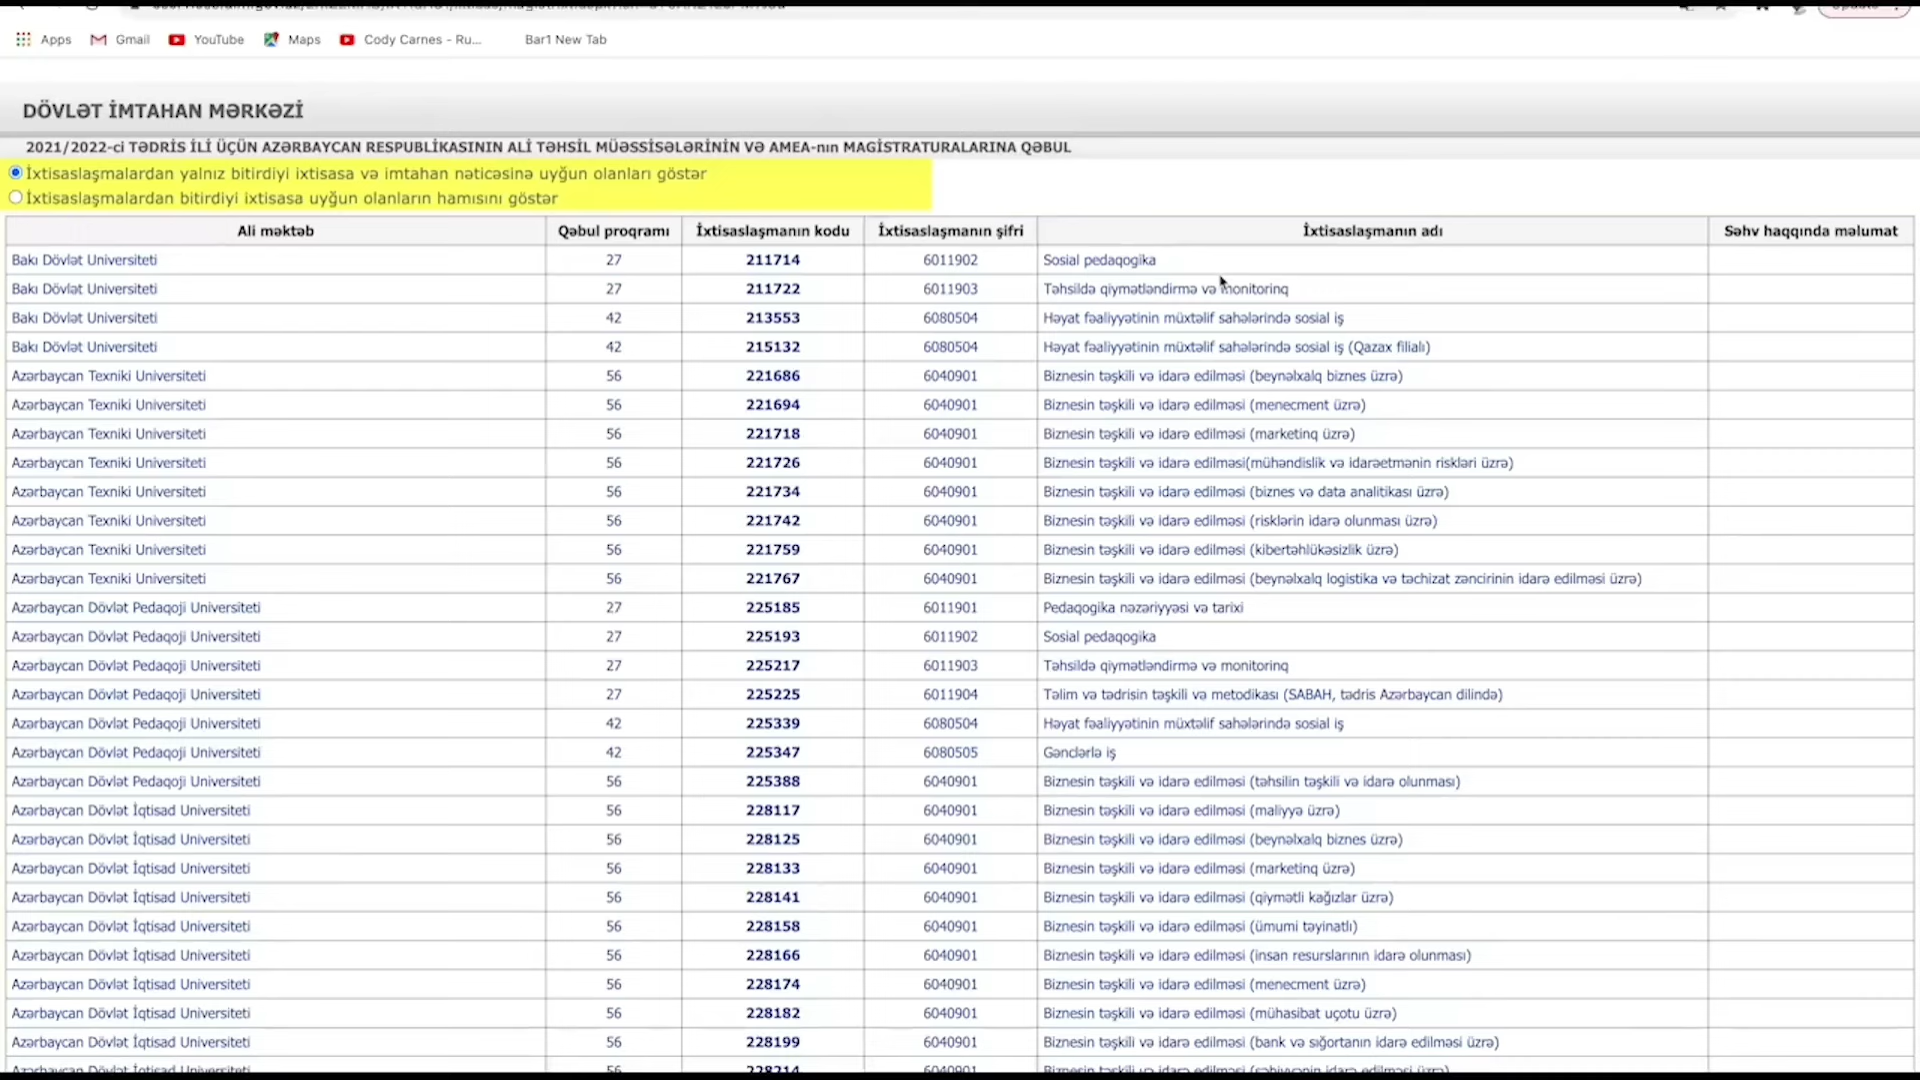 Apps Gmail YouTube Maps Cody Carnes - Ru... Bar1 New Tab
DÖVLƏT İMTAHAN MƏRKƏZİ
2021/2022-ci TƏDRİS İLİ ÜÇÜN AZƏRBAYCAN RESPUBLİKASININ ALİ TƏHSİL MÜƏSSİSƏLƏRİNİN VƏ AMEA-nın MAGİSTRATURALARINA QƏBUL
İxtisaslaşmalardan yalnız bitirdiyi ixtisasa və imtahan nəticəsinə uyğun olanları göstər
İxtisaslaşmalardan bitirdiyi ixtisasa uyğun olanların hamısını göstər
Ali məktəb Qəbul proqramı İxtisaslaşmanın kodu İxtisaslaşmanın şifri İxtisaslaşmanın adı Səhv haqqında məlumat
Bakı Dövlət Universiteti 27 211714 6011902 Sosial pedaqogika
Bakı Dövlət Universiteti 27 211722 6011903 Təhsildə qiymətləndirmə və monitorinq
Bakı Dövlət Universiteti 42 213553 6080504 Həyat fəaliyyətinin müxtəlif sahələrində sosial iş
Bakı Dövlət Universiteti 42 215132 6080504 Həyat fəaliyyətinin müxtəlif sahələrində sosial iş (Qazax filialı)
Azərbaycan Texniki Universiteti 56 221686 6040901 Biznesin təşkili və idarə edilməsi (beynəlxalq biznes üzrə)
Azərbaycan Texniki Universiteti 56 221694 6040901 Biznesin təşkili və idarə edilməsi (menecment üzrə)
Azərbaycan Texniki Universiteti 56 221718 6040901 Biznesin təşkili və idarə edilməsi (marketinq üzrə)
Azərbaycan Texniki Universiteti 56 221726 6040901 Biznesin təşkili və idarə edilməsi(mühəndislik və idarəetmənin riskləri üzrə)
Azərbaycan Texniki Universiteti 56 221734 6040901 Biznesin təşkili və idarə edilməsi (biznes və data analitikası üzrə)
Azərbaycan Texniki Universiteti 56 221742 6040901 Biznesin təşkili və idarə edilməsi (risklərin idarə olunması üzrə)
Azərbaycan Texniki Universiteti 56 221759 6040901 Biznesin təşkili və idarə edilməsi (kibertəhlükəsizlik üzrə)
Azərbaycan Texniki Universiteti 56 221767 6040901 Biznesin təşkili və idarə edilməsi (beynəlxalq logistika və təchizat zəncirinin idarə edilməsi üzrə)
Azərbaycan Dövlət Pedaqoji Universiteti 27 225185 6011901 Pedaqogika nəzəriyyəsi və tarixi
Azərbaycan Dövlət Pedaqoji Universiteti 27 225193 6011902 Sosial pedaqogika
Azərbaycan Dövlət Pedaqoji Universiteti 27 225217 6011903 Təhsildə qiymətləndirmə və monitorinq
Azərbaycan Dövlət Pedaqoji Universiteti 27 225225 6011904 Təlim və tədrisin təşkili və metodikası (SABAH, tədris Azərbaycan dilində)
Azərbaycan Dövlət Pedaqoji Universiteti 42 225339 6080504 Həyat fəaliyyətinin müxtəlif sahələrində sosial iş
Azərbaycan Dövlət Pedaqoji Universiteti 42 225347 6080505 Gənclərlə iş
Azərbaycan Dövlət Pedaqoji Universiteti 56 225388 6040901 Biznesin təşkili və idarə edilməsi (təhsilin təşkili və idarə olunması)
Azərbaycan Dövlət İqtisad Universiteti 56 228117 6040901 Biznesin təşkili və idarə edilməsi (maliyyə üzrə)
Azərbaycan Dövlət İqtisad Universiteti 56 228125 6040901 Biznesin təşkili və idarə edilməsi (beynəlxalq biznes üzrə)
Azərbaycan Dövlət İqtisad Universiteti 56 228133 6040901 Biznesin təşkili və idarə edilməsi (marketinq üzrə)
Azərbaycan Dövlət İqtisad Universiteti 56 228141 6040901 Biznesin təşkili və idarə edilməsi (qiymətli kağızlar üzrə)
Azərbaycan Dövlət İqtisad Universiteti 56 228158 6040901 Biznesin təşkili və idarə edilməsi (ümumi təyinatlı)
Azərbaycan Dövlət İqtisad Universiteti 56 228166 6040901 Biznesin təşkili və idarə edilməsi (insan resurslarının idarə olunması)
Azərbaycan Dövlət İqtisad Universiteti 56 228174 6040901 Biznesin təşkili və idarə edilməsi (menecment üzrə)
Azərbaycan Dövlət İqtisad Universiteti 56 228182 6040901 Biznesin təşkili və idarə edilməsi (mühasibat uçotu üzrə)
Azərbaycan Dövlət İqtisad Universiteti 56 228199 6040901 Biznesin təşkili və idarə edilməsi (bank və sığortanın idarə edilməsi üzrə)
Azərbaycan Dövlət İqtisad Universiteti 56 228214 6040901 Biznesin təşkili və idarə edilməsi (səhiyyənin idarə edilməsi üzrə)